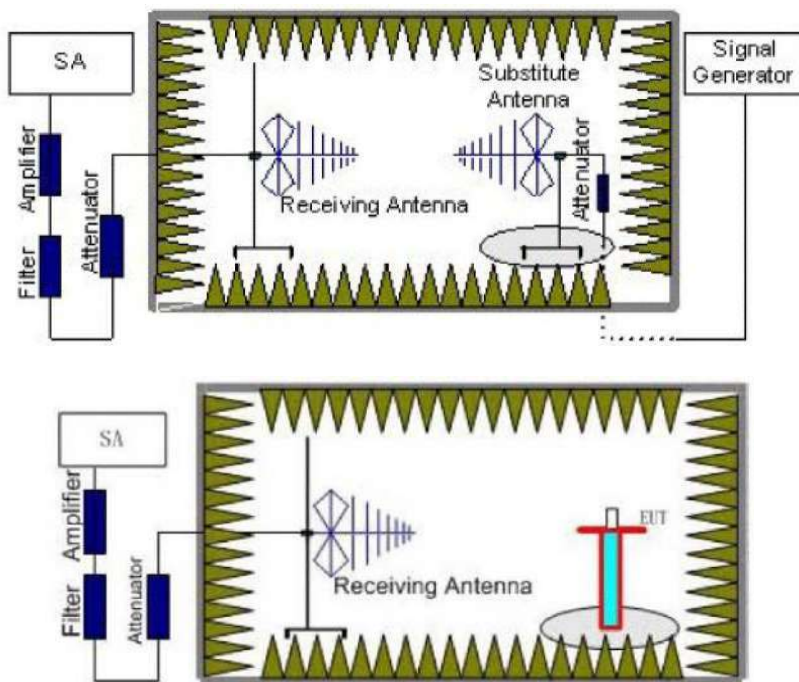 SA
Signal
Generator
Substitute
Antenna
Amplifier
Attenuator
Filter
Receiving Antenna
Attenuator
SA
Amplifier
EUT
Filter
Attenuator
Receiving Antenna